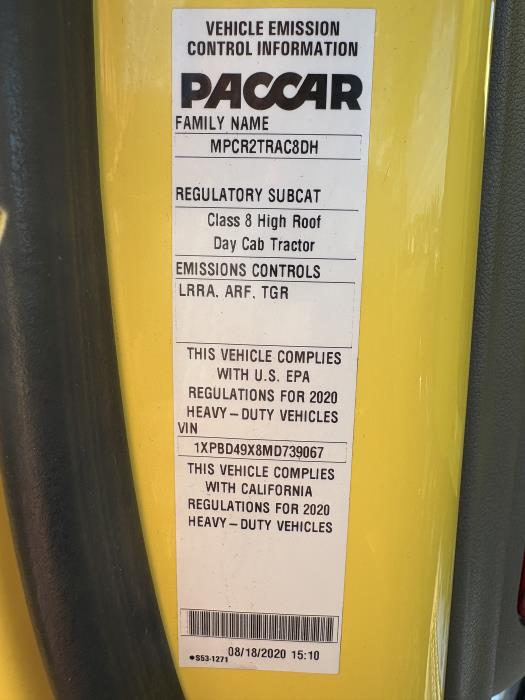 VEHICLE EMISSION
CONTROL INFORMATION
PACCAR
FAMILY NAME
MPCR2TRAC8DH
REGULATORY SUBCAT
Class 8 High Roof
Day Cab Tractor
EMISSIONS CONTROLS
LRRA, ARF, TGR
THIS VEHICLE COMPLIES
WITH U.S. EPA
REGULATIONS FOR 2020
HEAVY-DUTY VEHICLES
VIN
1XPBD49X8MD739067
THIS VEHICLE COMPLIES
WITH CALIFORNIA
REGULATIONS FOR 2020
HEAVY-DUTY VEHICLES
08/18/2020 15:10
*S53-1271